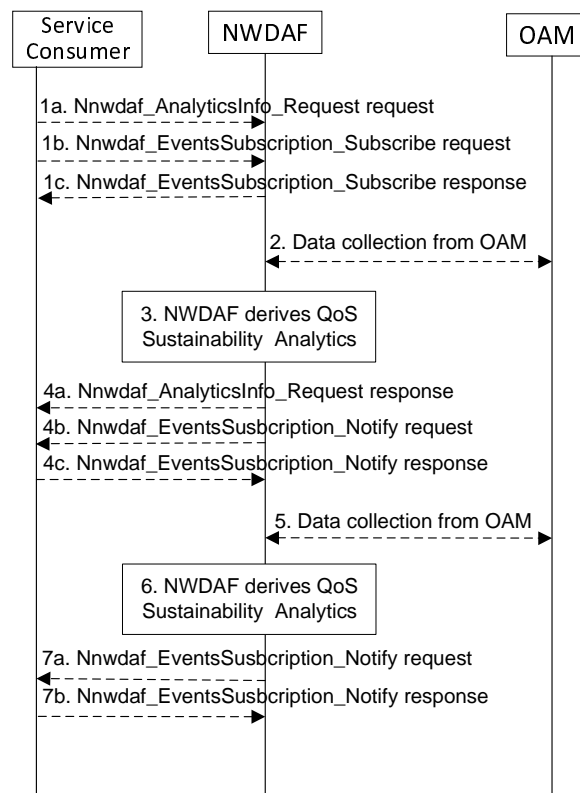 Service
Consumer
NWDAF
OAM
1a. Nnwdaf_AnalyticsInfo_Request request
1b. Nnwdaf_EventsSubscription_Subscribe request
1c. Nnwdaf_EventsSubscription_Subscribe response
2. Data collection from OAM
3. NWDAF derives QoS
Sustainability Analytics
4a. Nnwdaf_AnalyticsInfo_Request response
4b. Nnwdaf_EventsSusbcription_Notify request
4c. Nnwdaf_EventsSusbcription_Notify response
5. Data collection from OAM
6. NWDAF derives QoS
Sustainability Analytics
7a. Nnwdaf_EventsSusbcription_Notify request
7b. Nnwdaf_EventsSusbcription_Notify response